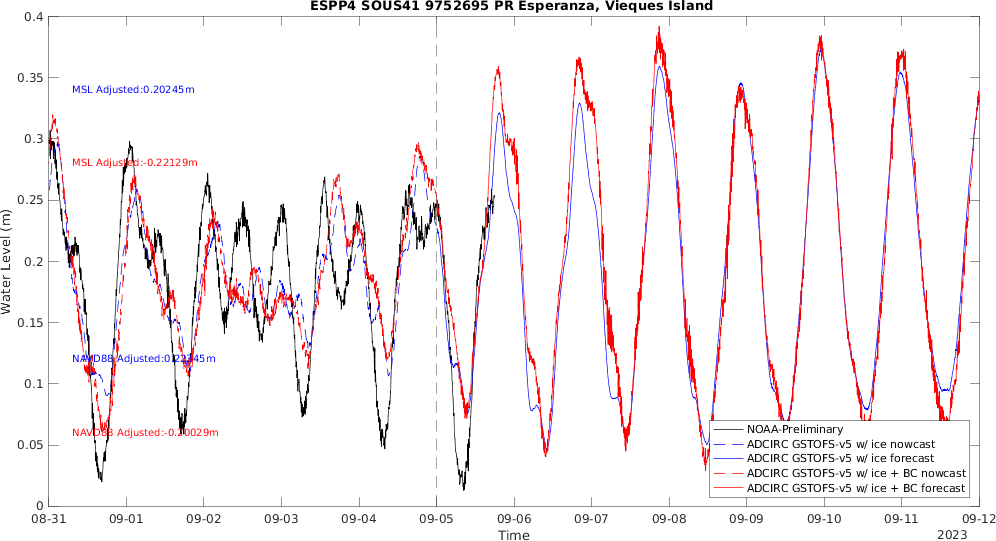 ESPP4 SOUS41 9752695 PR Esperanza, Vieques Island
0.4
0.35
0.3
0.25
0.2
0.15
0.1
0.05
0
Water Level (m)
MSL Adjusted:0.20245m
MSL Adjusted:-0.22129m
NAVD88 Adjusted:0.22345m
NAVD88 Adjusted:-0.20029m
NOAA-Preliminary
ADCIRC GSTOFS-v5 w/ ice nowcast
ADCIRC GSTOFS-v5 w/ ice forecast
ADCIRC GSTOFS-v5 w/ ice + BC nowcast
ADCIRC GSTOFS-v5 w/ ice + BC forecast
08-31 09-01 09-02 09-03 09-04 09-05 09-06 09-07 09-08 09-09 09-10 09-11 09-12
Time
2023